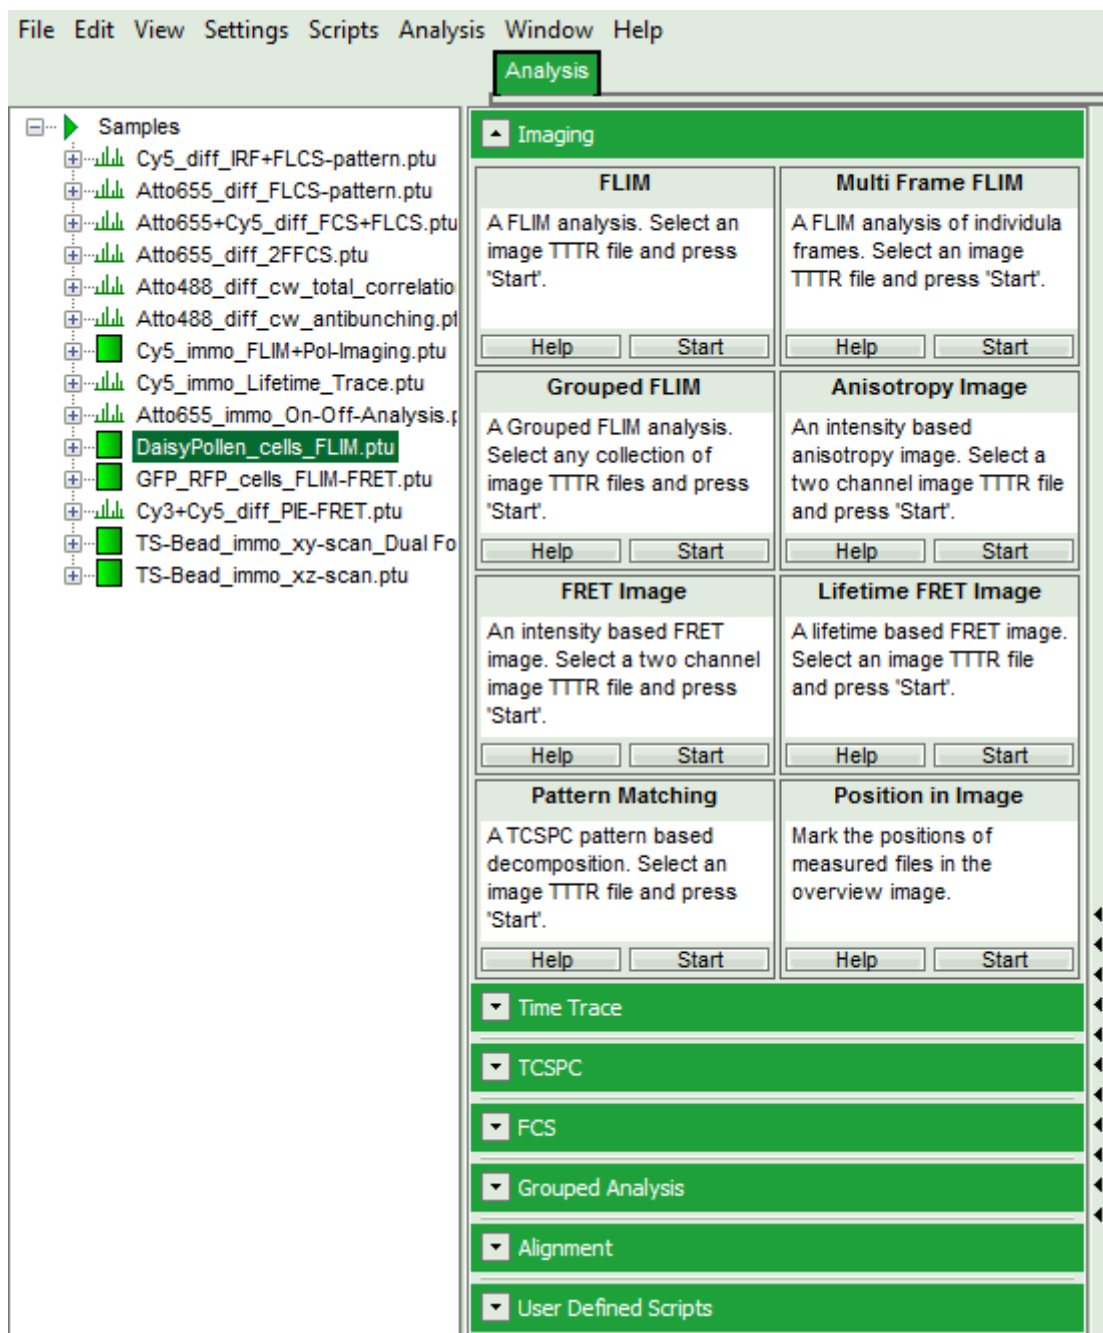 File Edit View Settings Scripts Analysis Window Help
Analysis
Samples
Cy5_diff_IRF+FLCS-pattern.ptu
Atto655_diff_FLCS-pattern.ptu
Atto655+Cy5_diff_FCS+FLCS.ptu
Atto655_diff_2FFCS.ptu
Atto488_diff_cw_total_correlatio
Atto488_diff_cw_antibunching.pt
Cy5_immo_FLIM+Pol-Imaging.ptu
Cy5_immo_Lifetime_Trace.ptu
Atto655_immo_On-Off-Analysis.p
DaisyPollen_cells_FLIM.ptu
GFP_RFP_cells_FLIM-FRET.ptu
Cy3+Cy5_diff_PIE-FRET.ptu
TS-Bead_immo_xy-scan_Dual Fo
TS-Bead_immo_xz-scan.ptu
Imaging
FLIM
A FLIM analysis. Select an
image TTTR file and press
'Start'.
Help Start
Multi Frame FLIM
A FLIM analysis of individula
frames. Select an image
TTTR file and press 'Start'.
Help Start
Grouped FLIM
A Grouped FLIM analysis.
Select any collection of
image TTTR files and press
'Start'.
Help Start
Anisotropy Image
An intensity based
anisotropy image. Select a
two channel image TTTR file
and press 'Start'.
Help Start
FRET Image
An intensity based FRET
image. Select a two channel
image TTTR file and press
'Start'.
Help Start
Lifetime FRET Image
A lifetime based FRET image.
Select an image TTTR file
and press 'Start'.
Help Start
Pattern Matching
A TCSPC pattern based
decomposition. Select an
image TTTR file and press
'Start'.
Help Start
Position in Image
Mark the positions of
measured files in the
overview image.
Help Start
Time Trace
TCSPC
FCS
Grouped Analysis
Alignment
User Defined Scripts